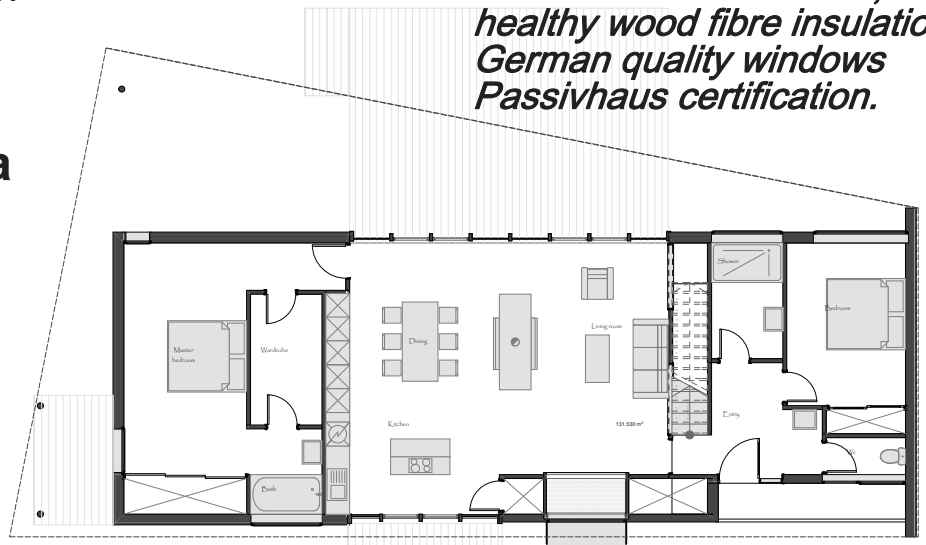 healthy wood fibre insulatio
German quality windows
Passivhaus certification.
a
Shower
Bedroom
Living room
Dining
Master
bedroom
Wardrobe
Entry
Kitchen
131.530 m²
Wc
Bath